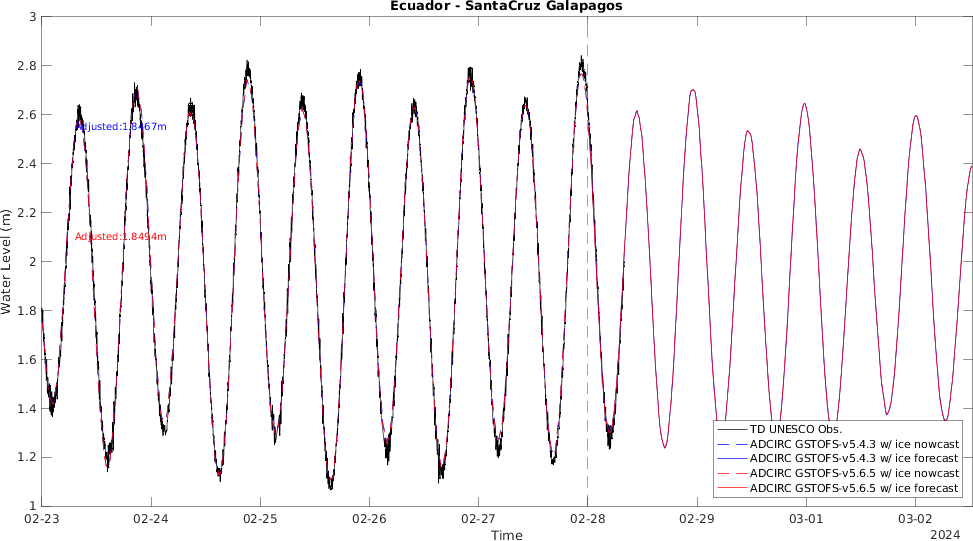 Ecuador - SantaCruz Galapagos
3
2.8
2.6
2.4
2.2
2
1.8
1.6
1.4
1.2
1
Water Level (m)
Adjusted:1.8467m
Adjusted:1.8494m
TD UNESCO Obs.
ADCIRC GSTOFS-v5.4.3 w/ ice nowcast
ADCIRC GSTOFS-v5.4.3 w/ ice forecast
ADCIRC GSTOFS-v5.6.5 w/ ice nowcast
ADCIRC GSTOFS-v5.6.5 w/ ice forecast
02-23 02-24 02-25 02-26 02-27 02-28 02-29 03-01 03-02
Time
2024